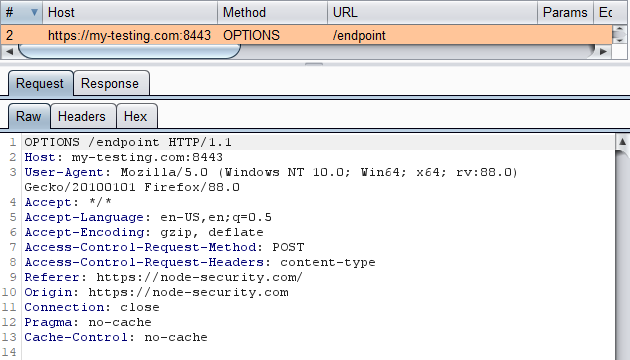 # Host Method URL Params Ec
2 https://my-testing.com:8443 OPTIONS /endpoint
Request Response
Raw Headers Hex
1 OPTIONS /endpoint HTTP/1.1
2 Host: my-testing.com:8443
3 User-Agent: Mozilla/5.0 (Windows NT 10.0; Win64; x64; rv:88.0)
Gecko/20100101 Firefox/88.0
4 Accept: */*
5 Accept-Language: en-US,en;q=0.5
6 Accept-Encoding: gzip, deflate
7 Access-Control-Request-Method: POST
8 Access-Control-Request-Headers: content-type
9 Referer: https://node-security.com/
10 Origin: https://node-security.com
11 Connection: close
12 Pragma: no-cache
13 Cache-Control: no-cache
14